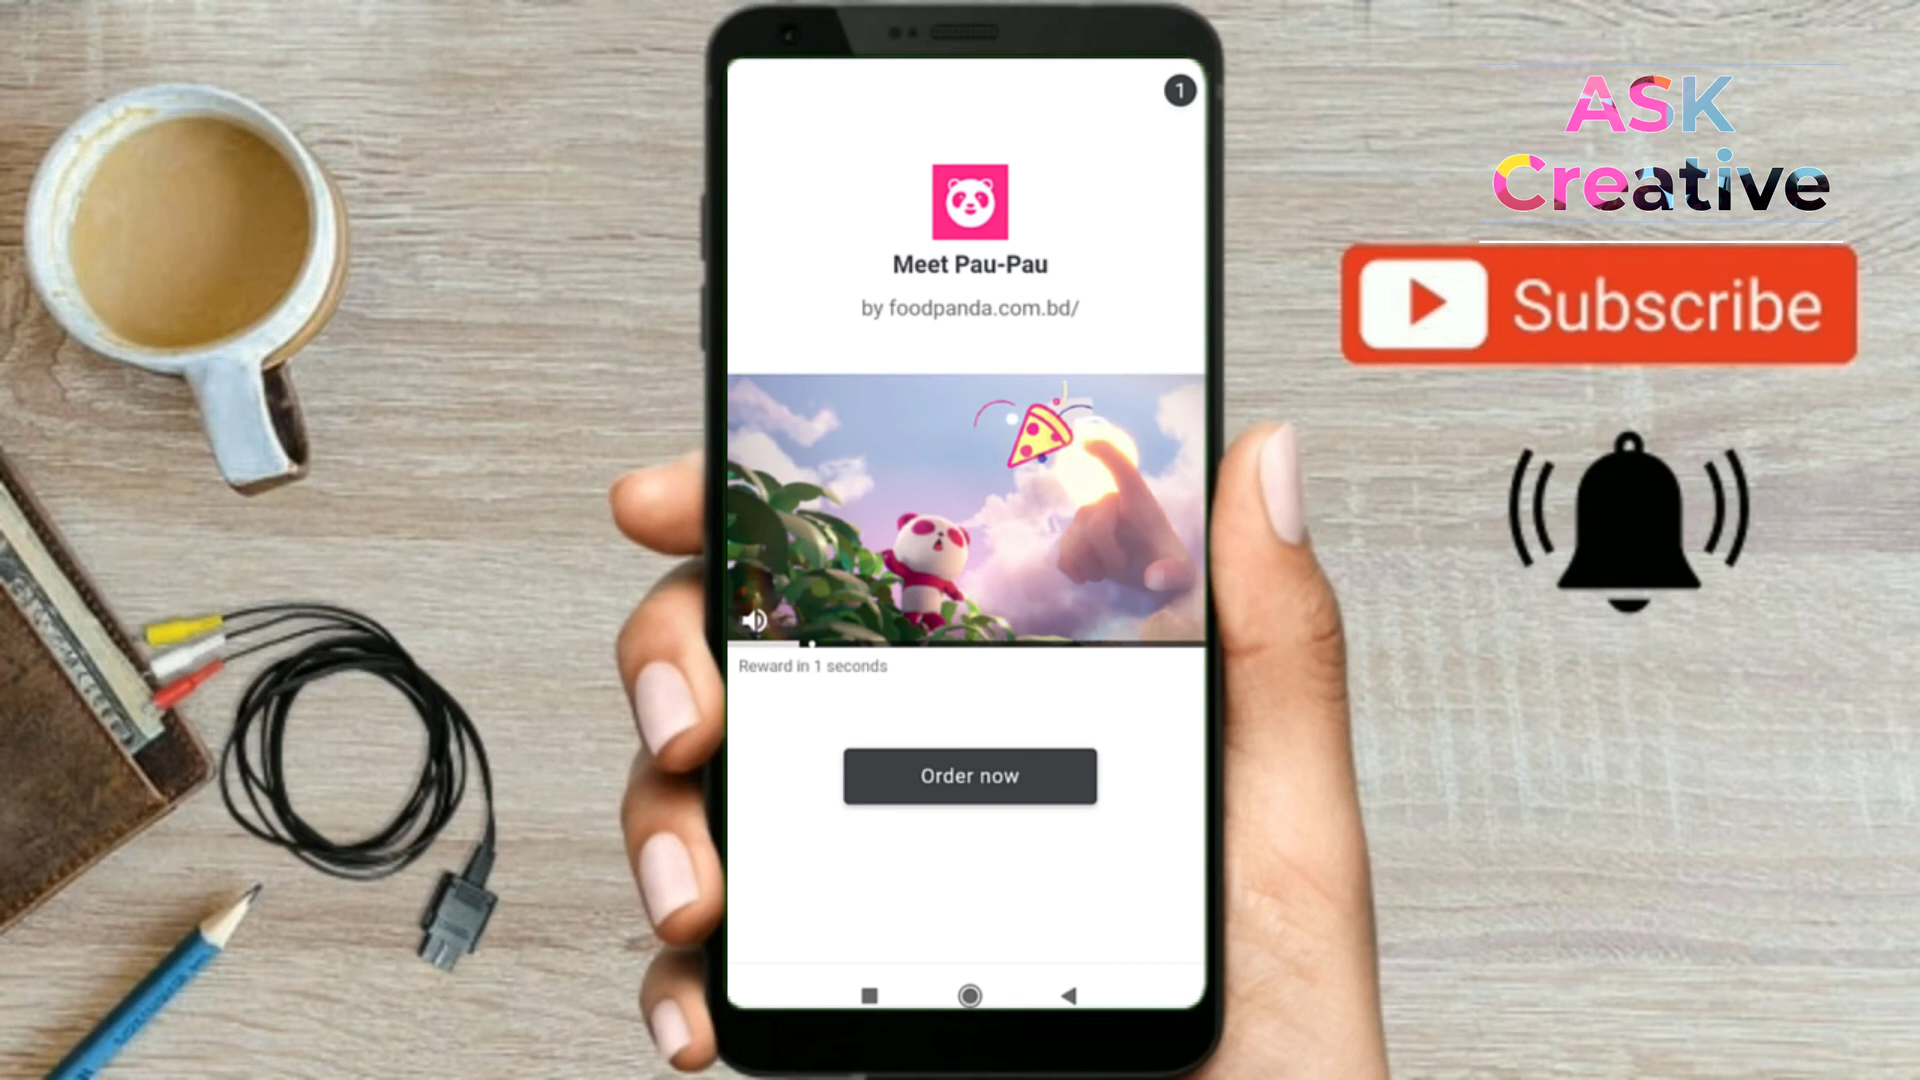 1
Meet Pau-Pau
by foodpanda.com.bd/
Reward in 1 seconds
Order now
ASK
Creative
Subscribe